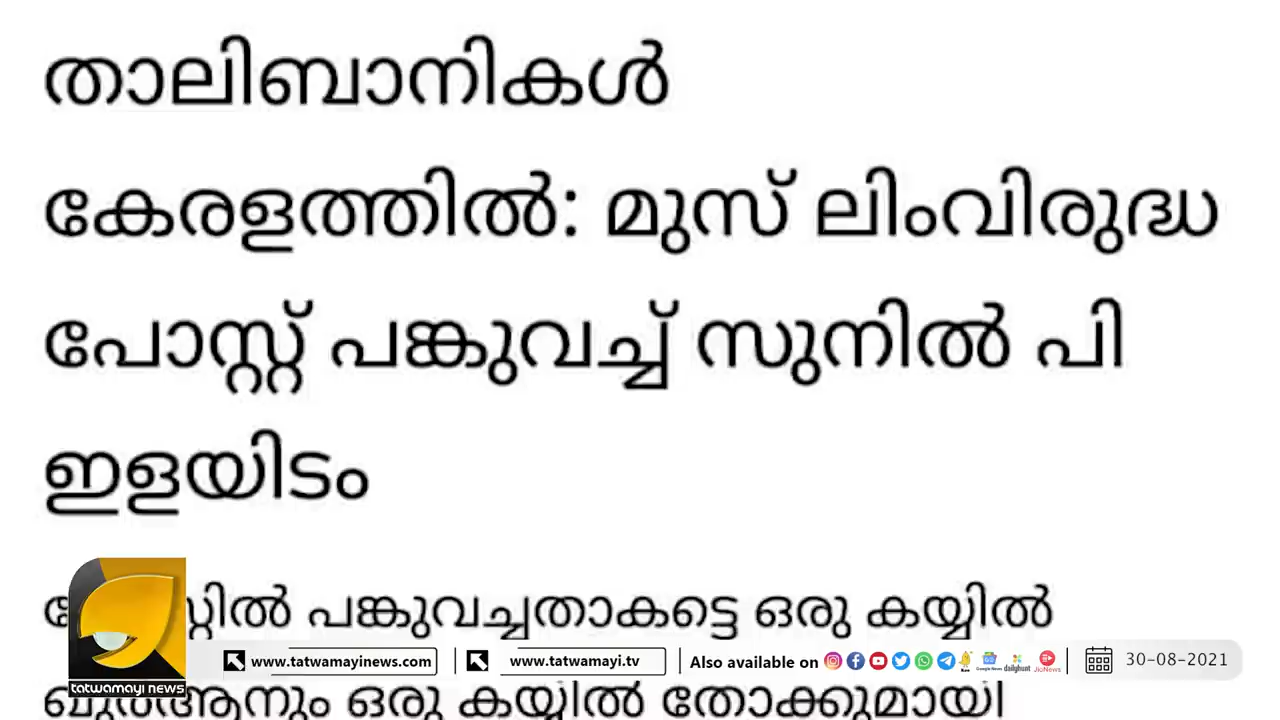 താലിബാനികൾ
കേരളത്തിൽ: മുസ് ലിംവിരുദ്ധ
പോസ്റ്റ് പങ്കുവച്ച് സുനിൽ പി
ഇളയിടം
പങ്കുവച്ചതാകട്ടെ ഒരു കയ്യിൽ
www.tatwamayinews.com www.tatwamayi.tv Also available on 30-08-2021
tatwamayi news
ഒരു കയ്യിൽ തോക്കുമായി